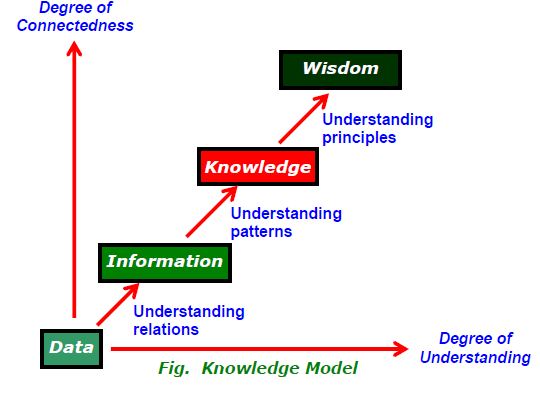 Degree of
Connectedness
Wisdom
Understanding
principles
Knowledge
Understanding
patterns
Information
Understanding
relations
Data
Degree of
Understanding
Fig. Knowledge Model